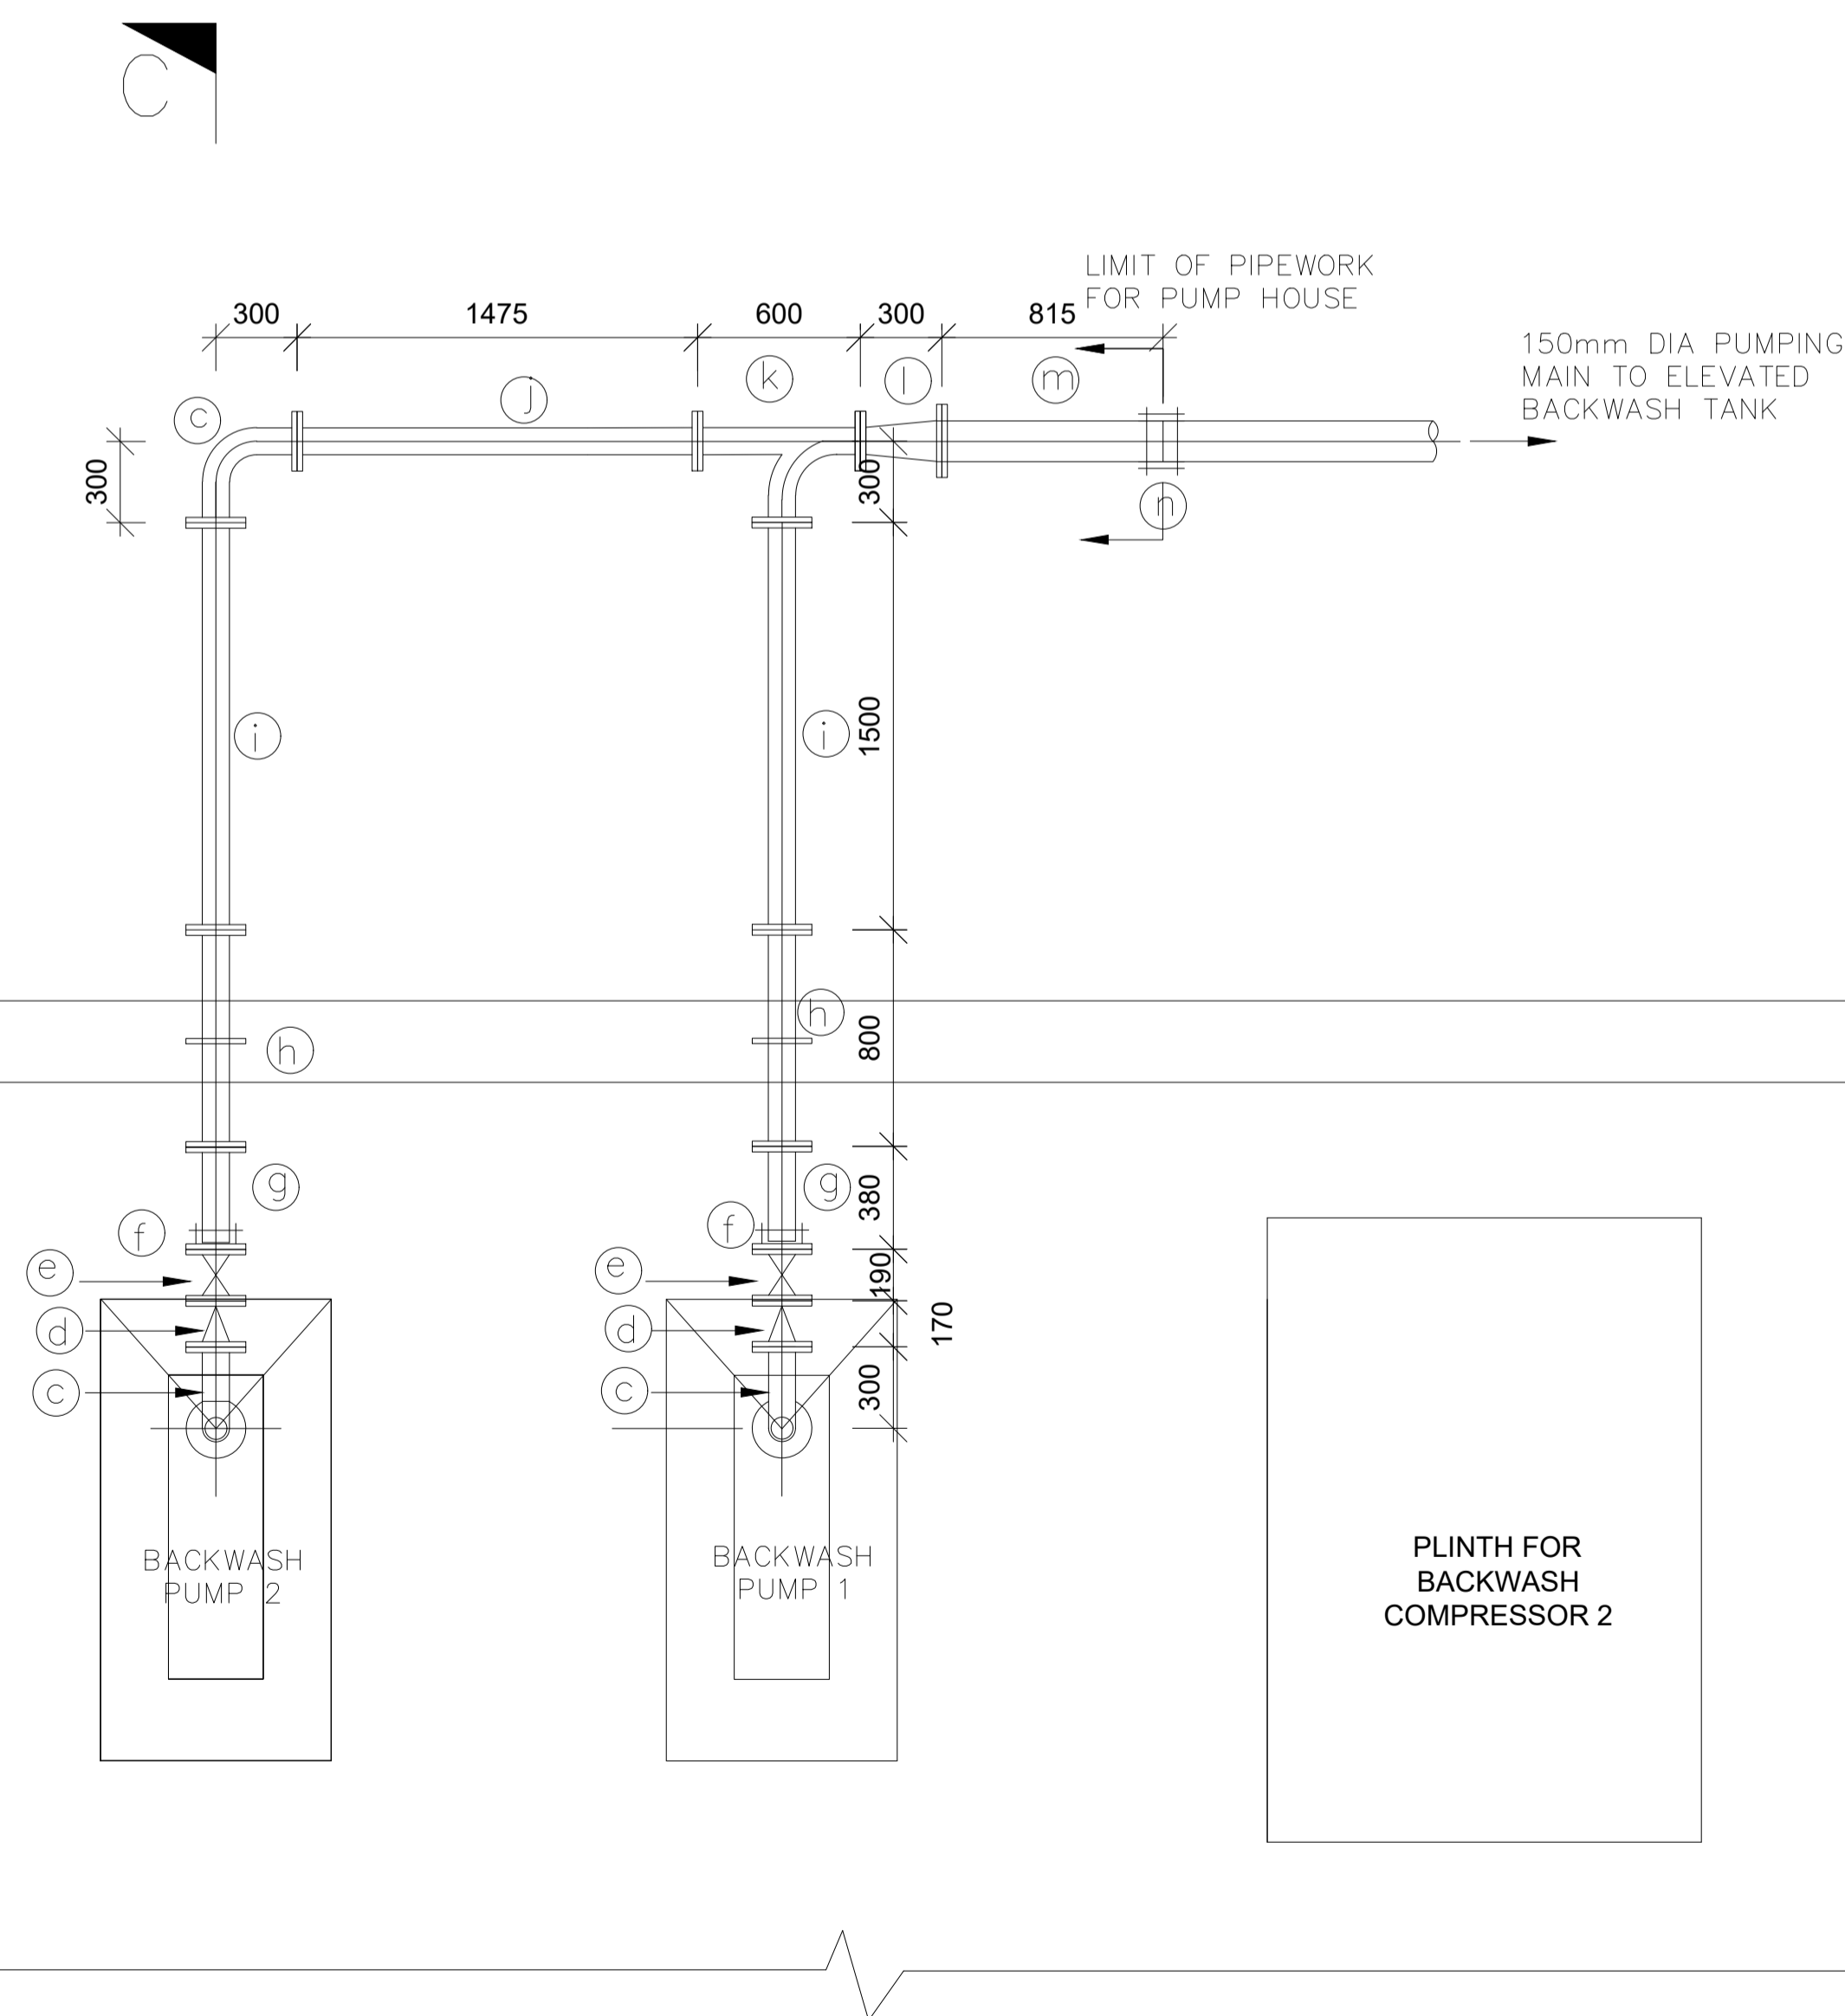 C
LIMIT OF PIPEWORK
FOR PUMP HOUSE
300
1475
600
300
815
150mm DIA PUMPING
MAIN TO ELEVATED
BACKWASH TANK
c
j
k
l
m
300
300
n
i
i
1500
h
h
800
g
g
380
f
f
e
e
190
d
d
170
c
c
300
BACKWASH
PUMP 2
BACKWASH
PUMP 1
PLINTH FOR
BACKWASH
COMPRESSOR 2